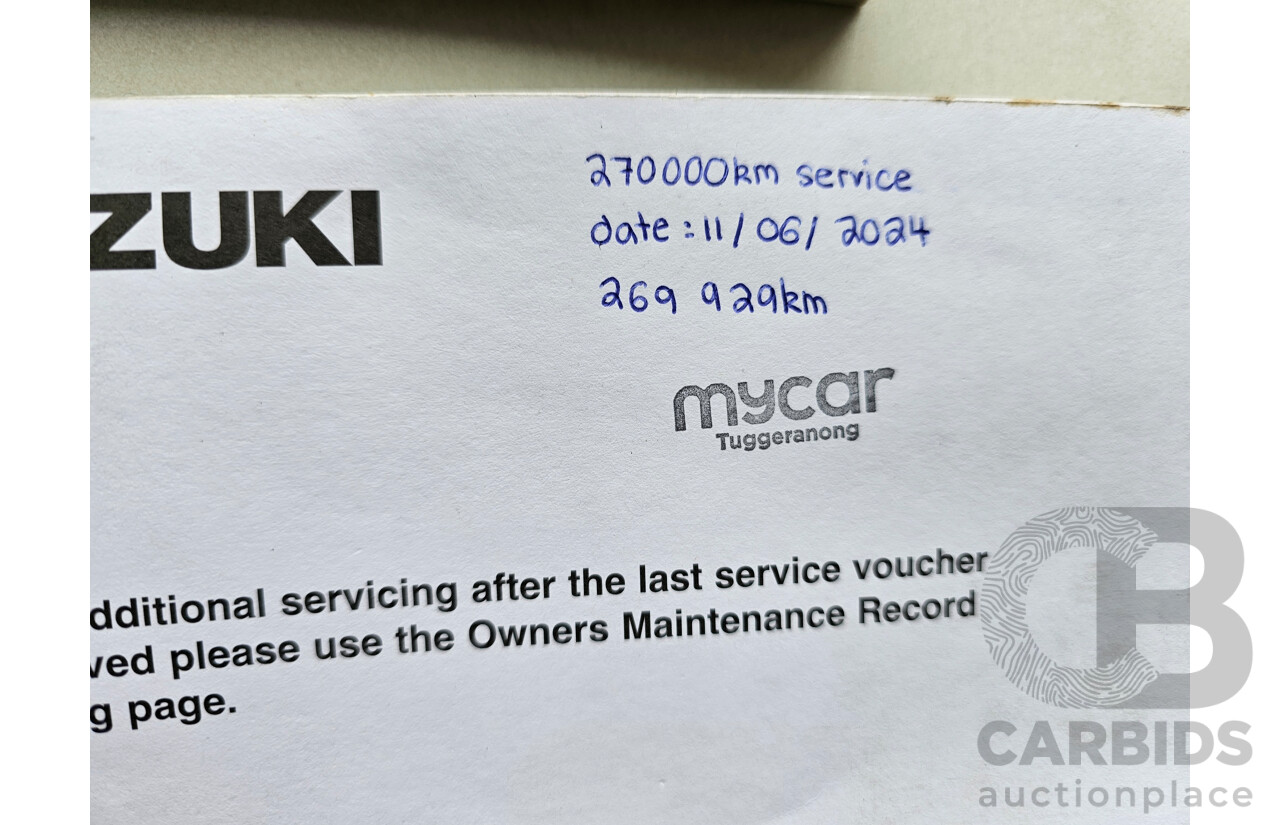 ZUKI
270000km service
date: 11/06/2024
269 929km
mycar
Tuggeranong
dditional servicing after the last service voucher
ved please use the Owners Maintenance Record
g page.
CB
CARBIDS
auctionplace